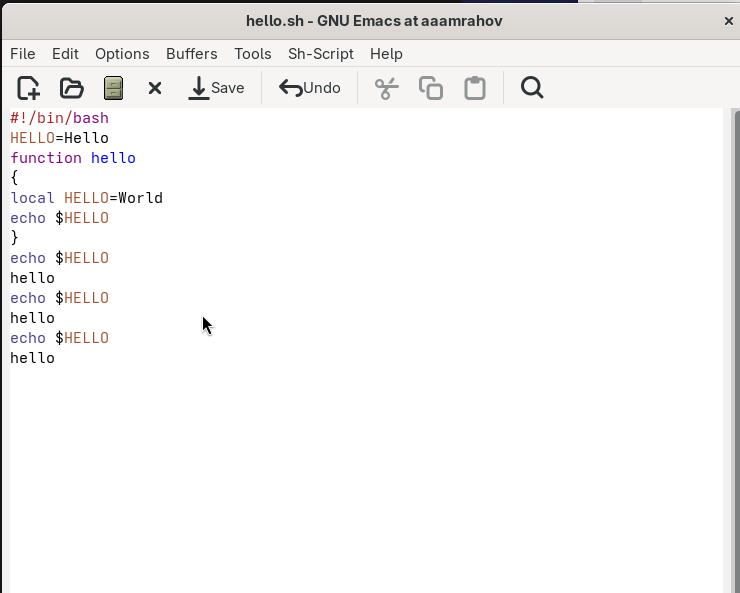 hello.sh - GNU Emacs at aaamrahov
File Edit Options Buffers Tools Sh-Script Help
Save Undo
#!/bin/bash
HELLO=Hello
function hello
{
local HELLO=World
echo $HELLO
}
echo $HELLO
hello
echo $HELLO
hello
echo $HELLO
hello